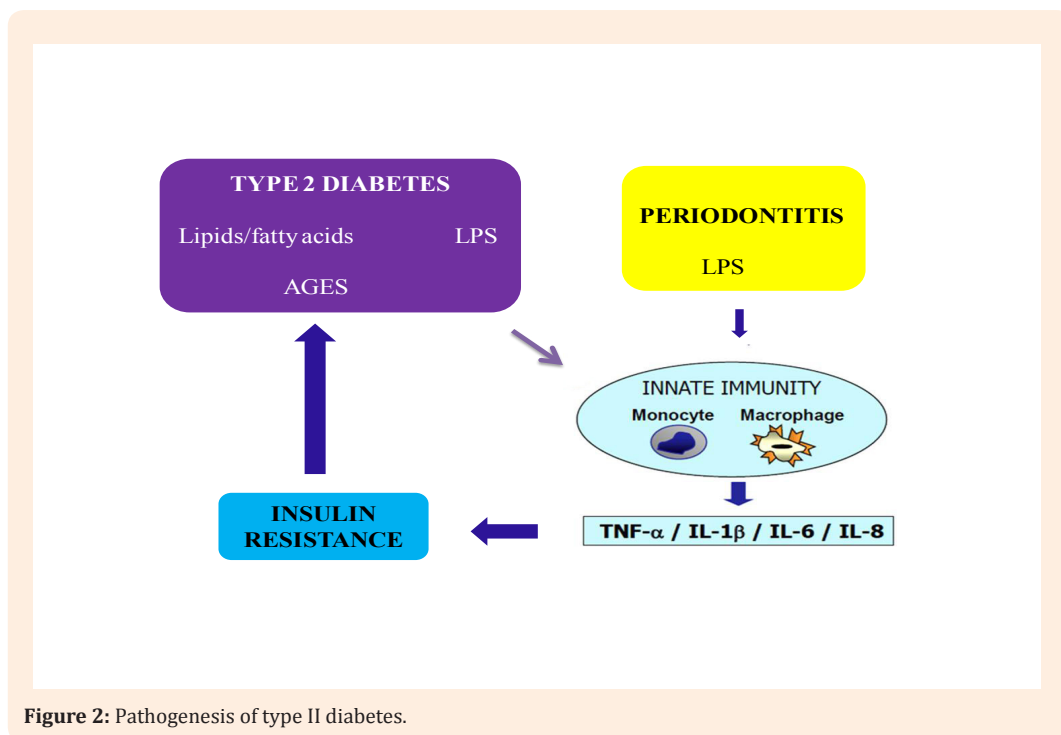 TYPE 2 DIABETES
Lipids/fatty acids LPS
AGES
PERIODONTITIS
LPS
INNATE IMMUNITY
Monocyte Macrophage
TNF-α / IL-1β / IL-6 / IL-8
INSULIN
RESISTANCE
Figure 2: Pathogenesis of type II diabetes.